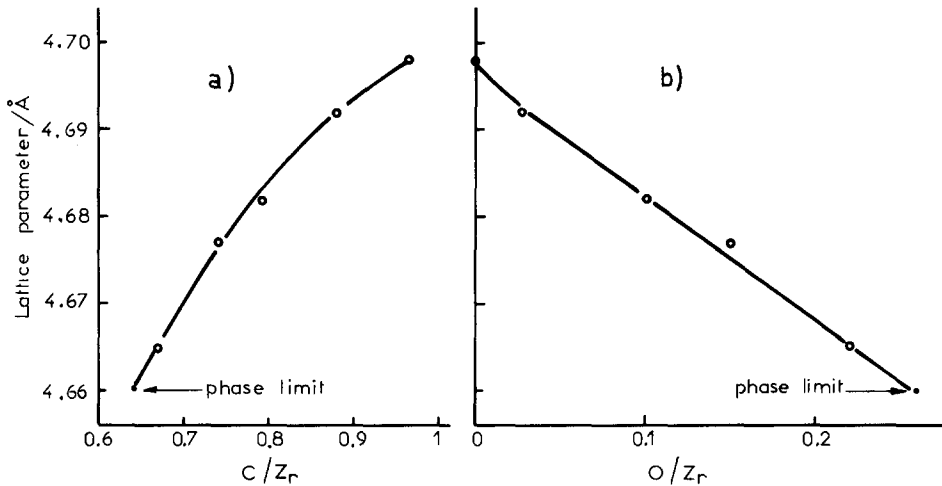 a)
b)
Lattice parameter/Å
4.70
4.69
4.68
4.67
4.66
phase limit
phase limit
0.6 0.7 0.8 0.9 1
0 0.1 0.2
C/Zr
O/Zr